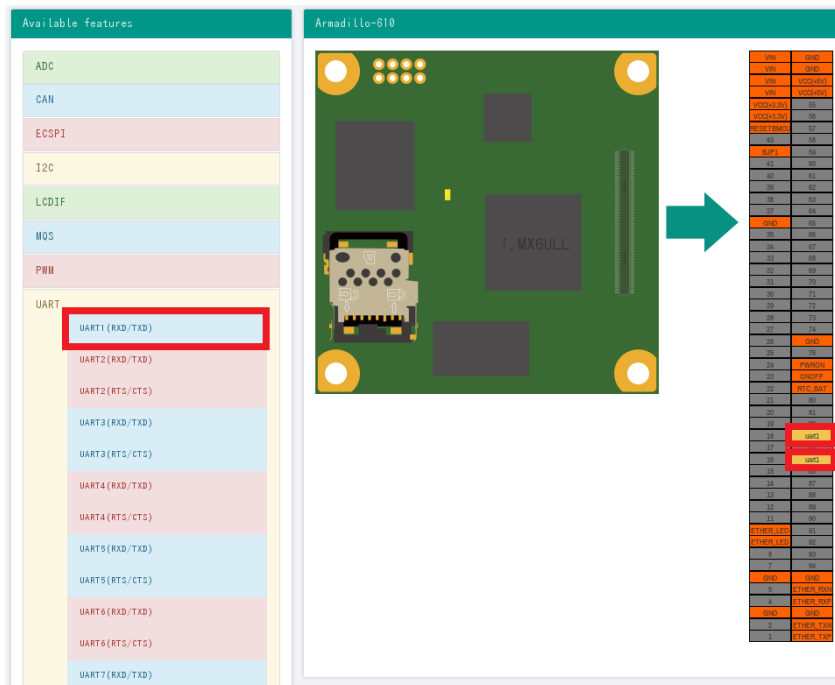 Available features
ADC
CAN
ECSPI
I2C
LCDIF
MQS
PWM
UART
UART1(RXD/TXD)
UART2(RXD/TXD)
UART2(RTS/CTS)
UART3(RXD/TXD)
UART3(RTS/CTS)
UART4(RXD/TXD)
UART4(RTS/CTS)
UART5(RXD/TXD)
UART5(RTS/CTS)
UART6(RXD/TXD)
UART6(RTS/CTS)
UART7(RXD/TXD)
Armadillo-610
i.MX6ULL
VIN GND
VIN GND
VIN VCC(+5V)
VIN VCC(+5V)
VCC(+3.3V) 55
VCC(+3.3V) 56
RESETBMCU 57
43 58
BJP1 59
41 60
40 61
39 62
38 63
37 64
GND 65
35 66
34 67
33 68
32 69
31 70
30 71
29 72
28 73
27 74
26 GND
25 76
24 PWRON
23 ONOFF
22 RTC_BAT
21 80
20 81
19
18 uart1
17
16 uart1
15
14 87
13 88
12 89
11 90
ETHER_LED 91
ETHER_LED 92
8 93
7 94
GND GND
5 ETHER_RXN
4 ETHER_RXP
GND GND
2 ETHER_TXN
1 ETHER_TXP